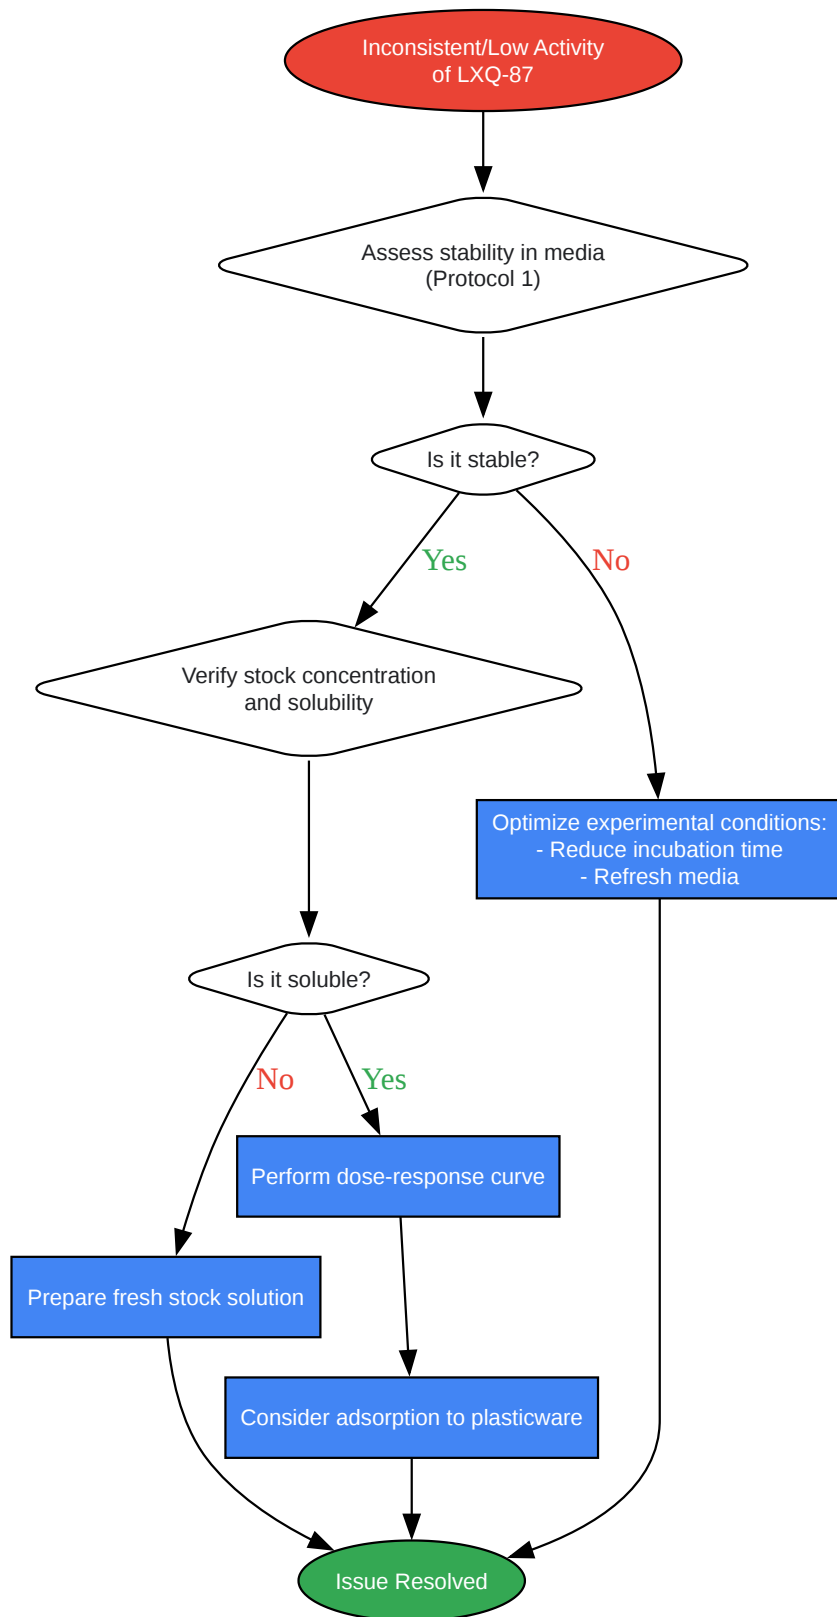 Inconsistent/Low Activity
of LXQ-87
Assess stability in media
(Protocol 1)
Is it stable?
Yes
No
Verify stock concentration
and solubility
Optimize experimental conditions:
- Reduce incubation time
- Refresh media
Is it soluble?
No
Yes
Perform dose-response curve
Prepare fresh stock solution
Consider adsorption to plasticware
Issue Resolved